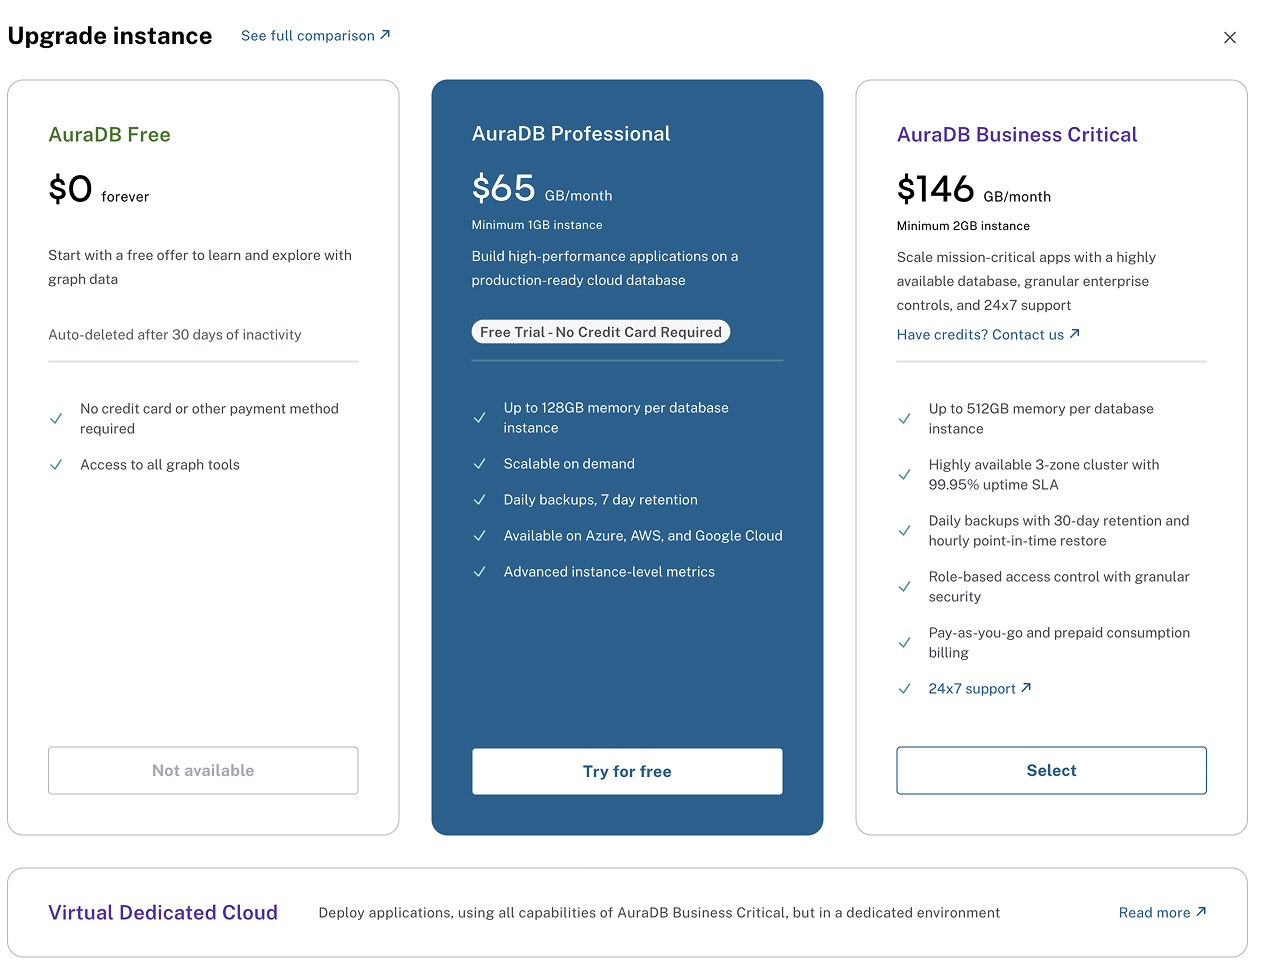 Upgrade instance
See full comparison
AuraDB Free
$0 forever
Start with a free offer to learn and explore with
graph data
Auto-deleted after 30 days of inactivity
No credit card or other payment method
required
Access to all graph tools
Not available
AuraDB Professional
$65 GB/month
Minimum 1GB instance
Build high-performance applications on a
production-ready cloud database
Free Trial - No Credit Card Required
Up to 128GB memory per database
instance
Scalable on demand
Daily backups, 7 day retention
Available on Azure, AWS, and Google Cloud
Advanced instance-level metrics
Try for free
AuraDB Business Critical
$146 GB/month
Minimum 2GB instance
Scale mission-critical apps with a highly
available database, granular enterprise
controls, and 24x7 support
Have credits? Contact us
Up to 512GB memory per database
instance
Highly available 3-zone cluster with
99.95% uptime SLA
Daily backups with 30-day retention and
hourly point-in-time restore
Role-based access control with granular
security
Pay-as-you-go and prepaid consumption
billing
24x7 support
Select
Virtual Dedicated Cloud
Deploy applications, using all capabilities of AuraDB Business Critical, but in a dedicated environment
Read more